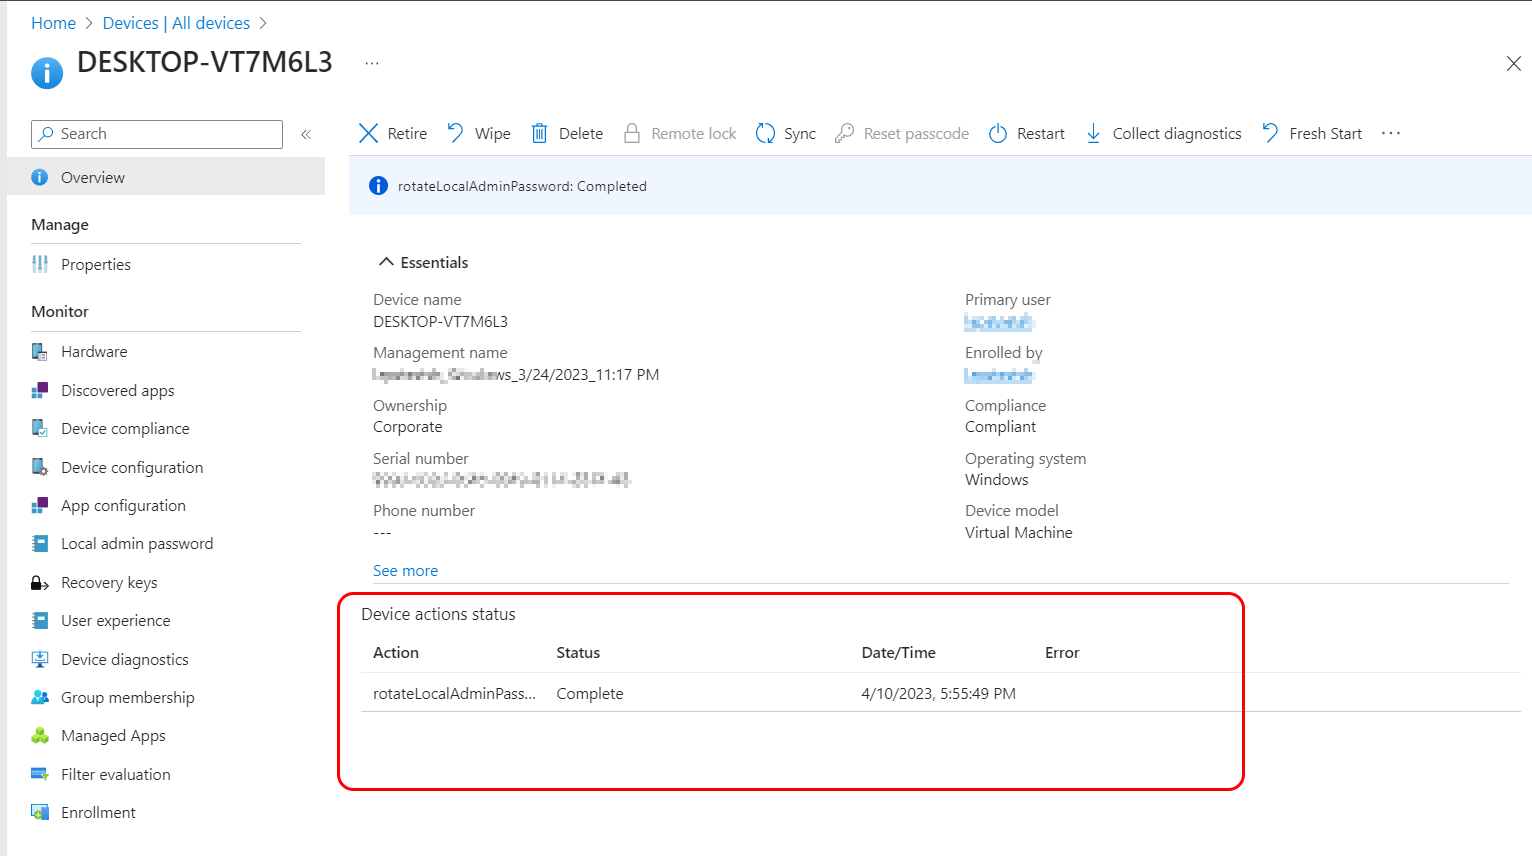 Home > Devices | All devices >
DESKTOP-VT7M6L3 ...
Search «
Retire Wipe Delete Remote lock Sync Reset passcode Restart Collect diagnostics Fresh Start ...
Overview
rotateLocalAdminPassword: Completed
Manage
Properties
Monitor
Hardware
Discovered apps
Device compliance
Device configuration
App configuration
Local admin password
Recovery keys
User experience
Device diagnostics
Group membership
Managed Apps
Filter evaluation
Enrollment
Essentials
Device name
DESKTOP-VT7M6L3
Management name
ws_3/24/2023_11:17 PM
Ownership
Corporate
Serial number
Phone number
---
See more
Primary user
Enrolled by
Compliance
Compliant
Operating system
Windows
Device model
Virtual Machine
Device actions status
Action Status Date/Time Error
rotateLocalAdminPass... Complete 4/10/2023, 5:55:49 PM